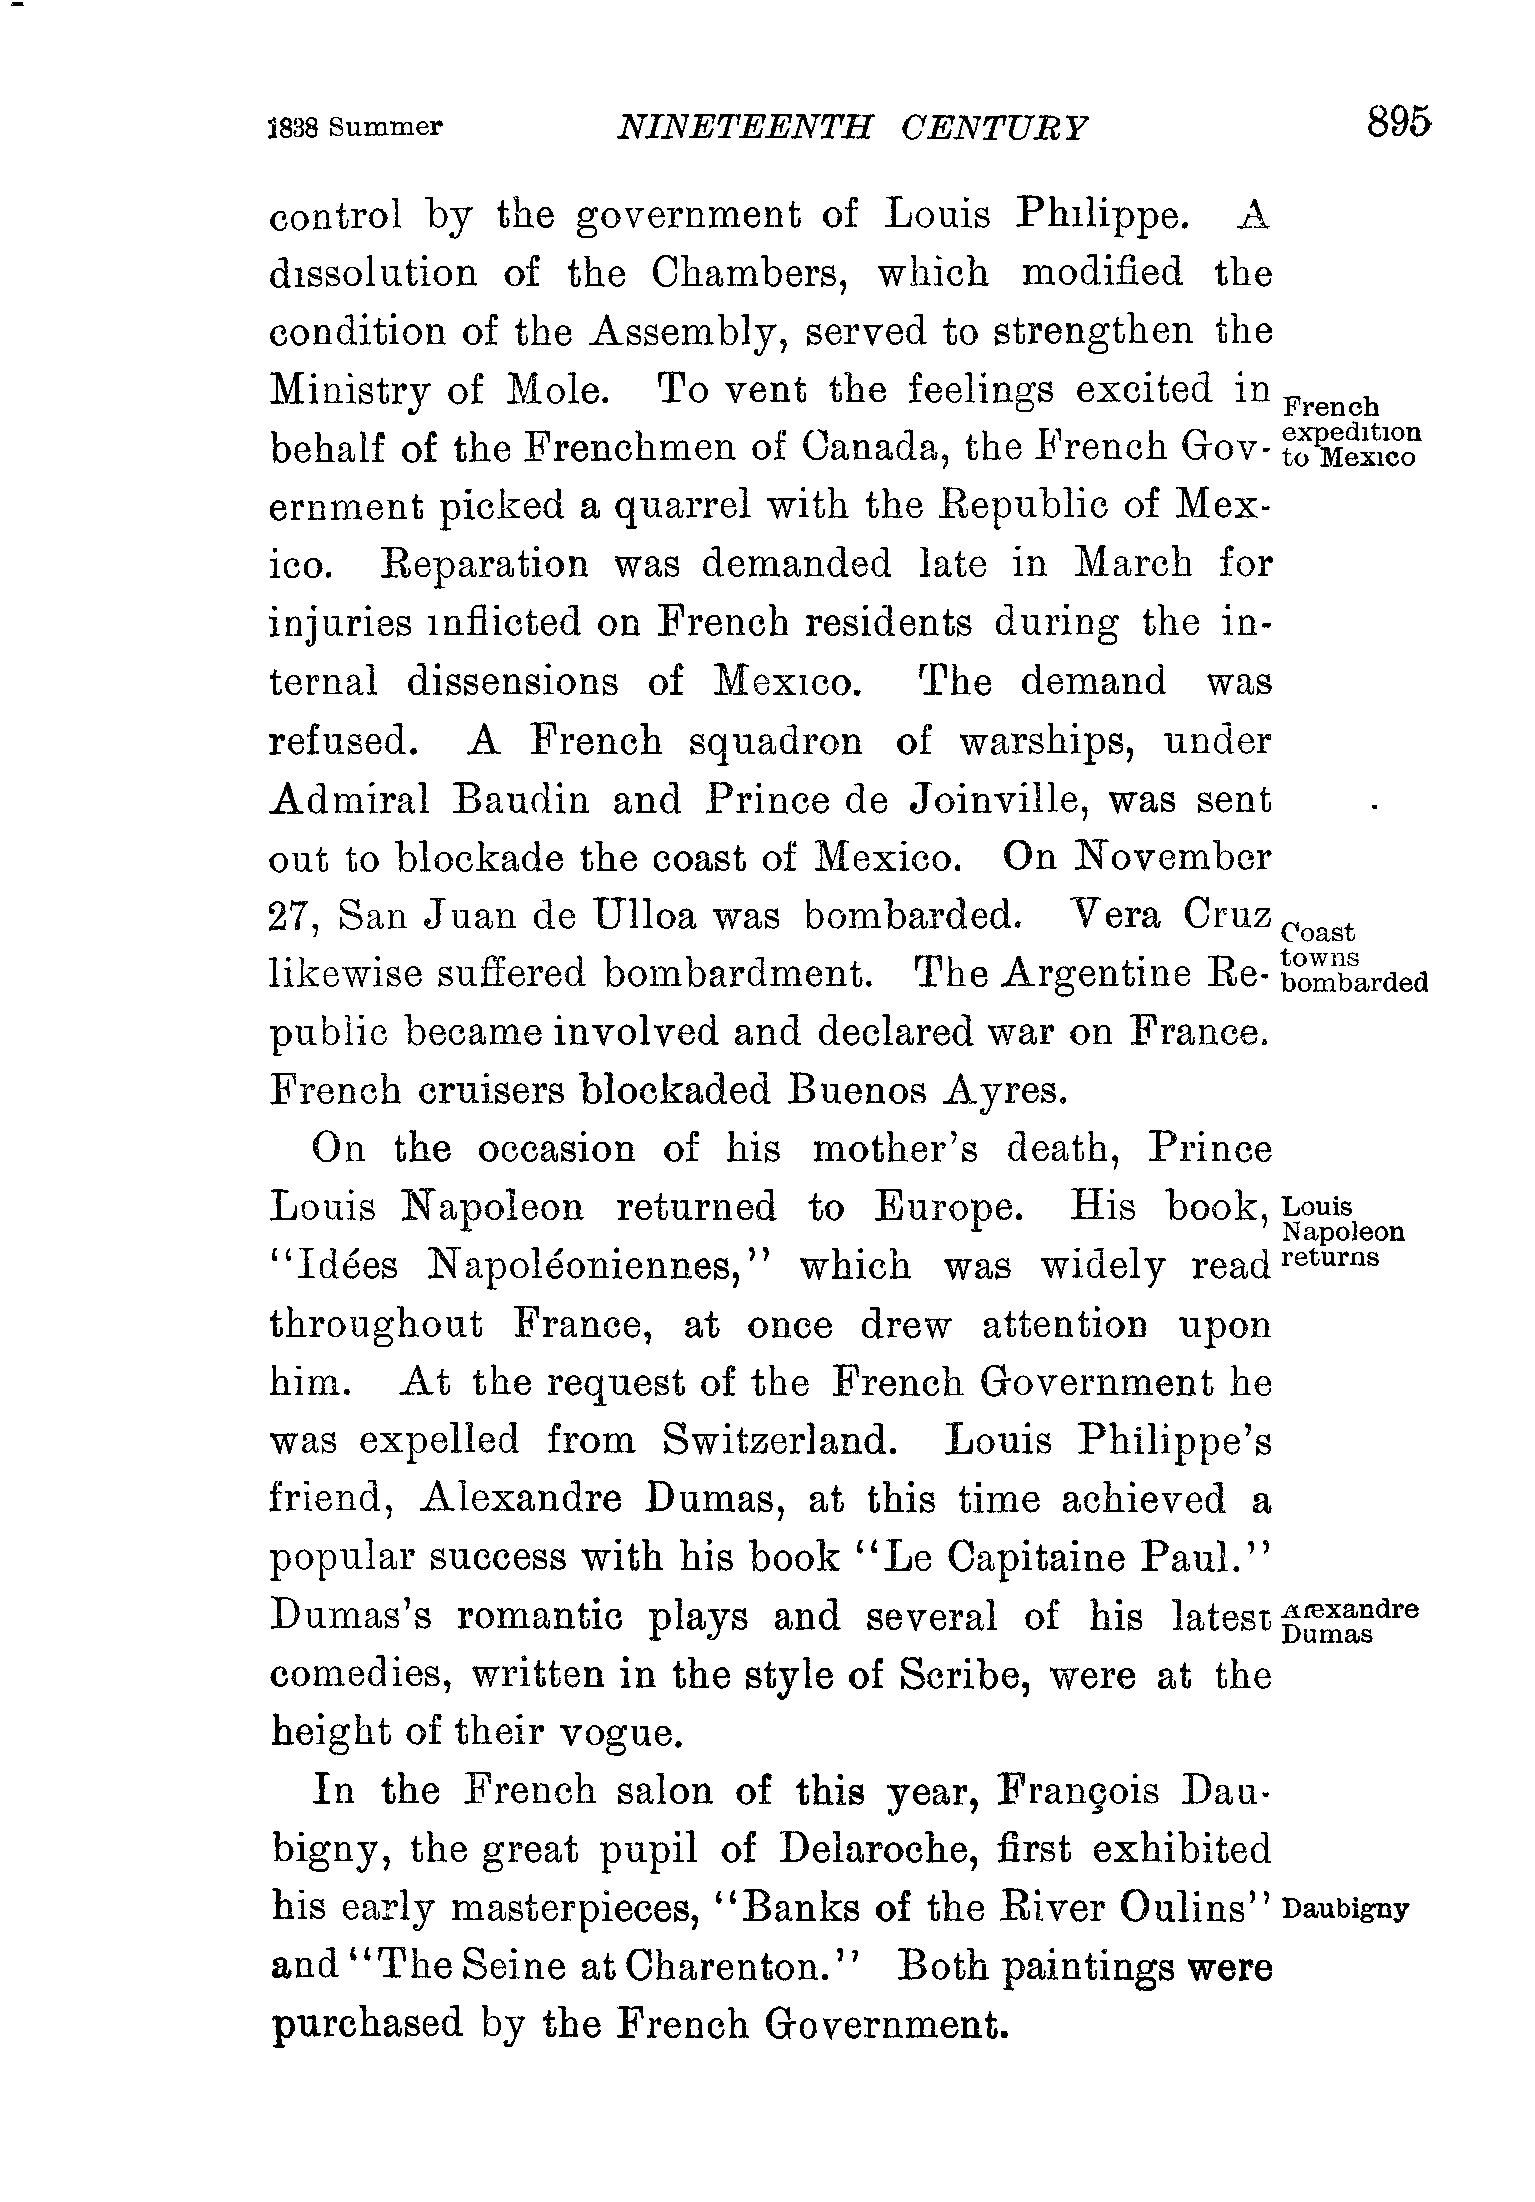 1838 Summer NINETEENTH CENTURY 895
control by the government of Louis Philippe. A
dissolution of the Chambers, which modified the
condition of the Assembly, served to strengthen the
Ministry of Mole. To vent the feelings excited in
French
expedition
to Mexico
behalf of the Frenchmen of Canada, the French Gov-
ernment picked a quarrel with the Republic of Mex-
ico. Reparation was demanded late in March for
injuries inflicted on French residents during the in-
ternal dissensions of Mexico. The demand was
refused. A French squadron of warships, under
Admiral Baudin and Prince de Joinville, was sent
out to blockade the coast of Mexico. On November
27, San Juan de Ulloa was bombarded. Vera Cruz
Coast
towns
bombarded
likewise suffered bombardment. The Argentine Re-
public became involved and declared war on France.
French cruisers blockaded Buenos Ayres.
On the occasion of his mother's death, Prince
Louis Napoleon returned to Europe. His book,
Louis
Napoleon
returns
"Idées Napoléoniennes," which was widely read
throughout France, at once drew attention upon
him. At the request of the French Government he
was expelled from Switzerland. Louis Philippe's
friend, Alexandre Dumas, at this time achieved a
popular success with his book "Le Capitaine Paul."
Dumas's romantic plays and several of his latest
Alexandre
Dumas
comedies, written in the style of Scribe, were at the
height of their vogue.
In the French salon of this year, François Dau-
bigny, the great pupil of Delaroche, first exhibited
his early masterpieces, "Banks of the River Oulins"
Daubigny
and "The Seine at Charenton." Both paintings were
purchased by the French Government.